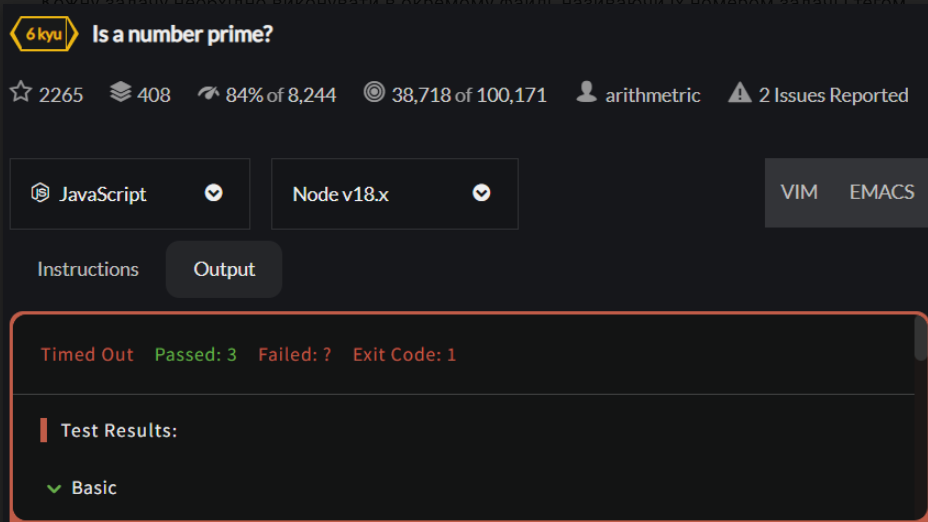 6 kyu Is a number prime?
2265 408 84% of 8,244 38,718 of 100,171 arithmetric 2 Issues Reported
JS JavaScript Node v18.x VIM EMACS
Instructions Output
Timed Out Passed: 3 Failed: ? Exit Code: 1
Test Results:
Basic